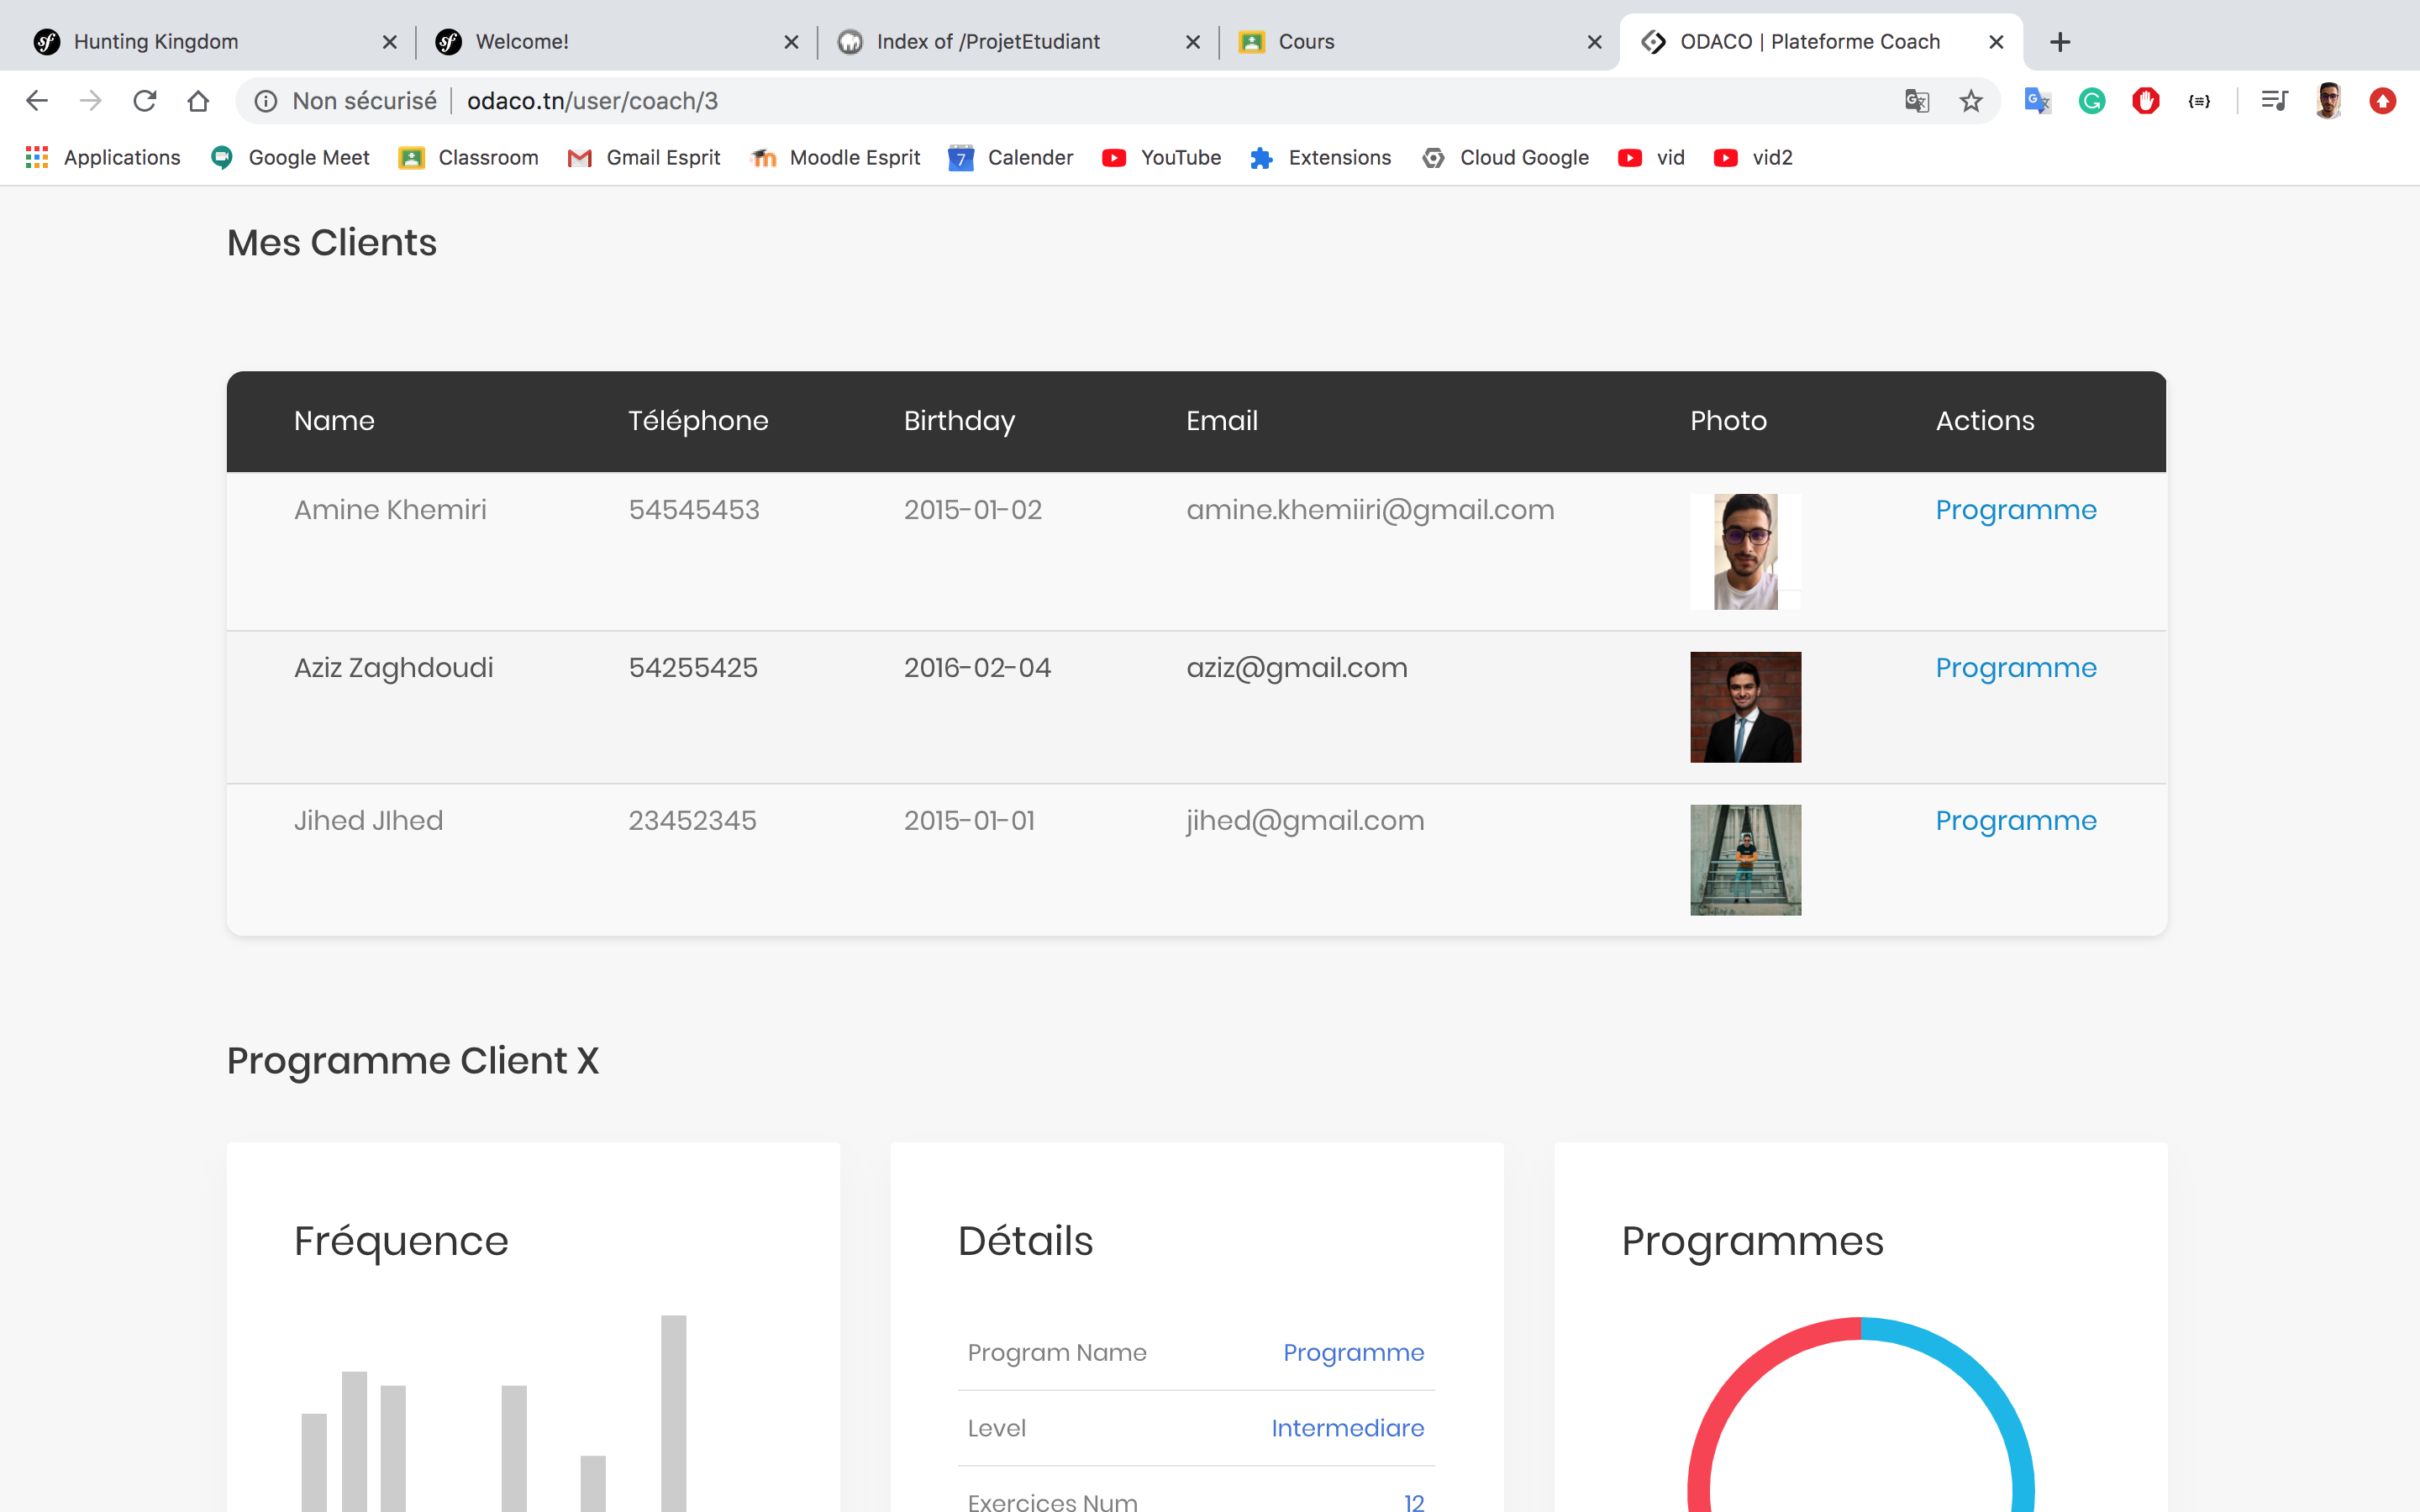 Hunting Kingdom
Welcome!
Index of /ProjetEtudiant
Cours
ODACO | Plateforme Coach
Non sécurisé
odaco.tn/user/coach/3
Applications
Google Meet
Classroom
Gmail Esprit
Moodle Esprit
7
Calender
YouTube
Extensions
Cloud Google
vid
vid2
Mes Clients
Name Téléphone Birthday Email Photo Actions
Amine Khemiri 54545453 2015-01-02 amine.khemiiri@gmail.com Programme
Aziz Zaghdoudi 54255425 2016-02-04 aziz@gmail.com Programme
Jihed JIhed 23452345 2015-01-01 jihed@gmail.com Programme
Programme Client X
Fréquence
Détails
Program Name Programme
Level Intermediare
Exercices Num 12
Programmes